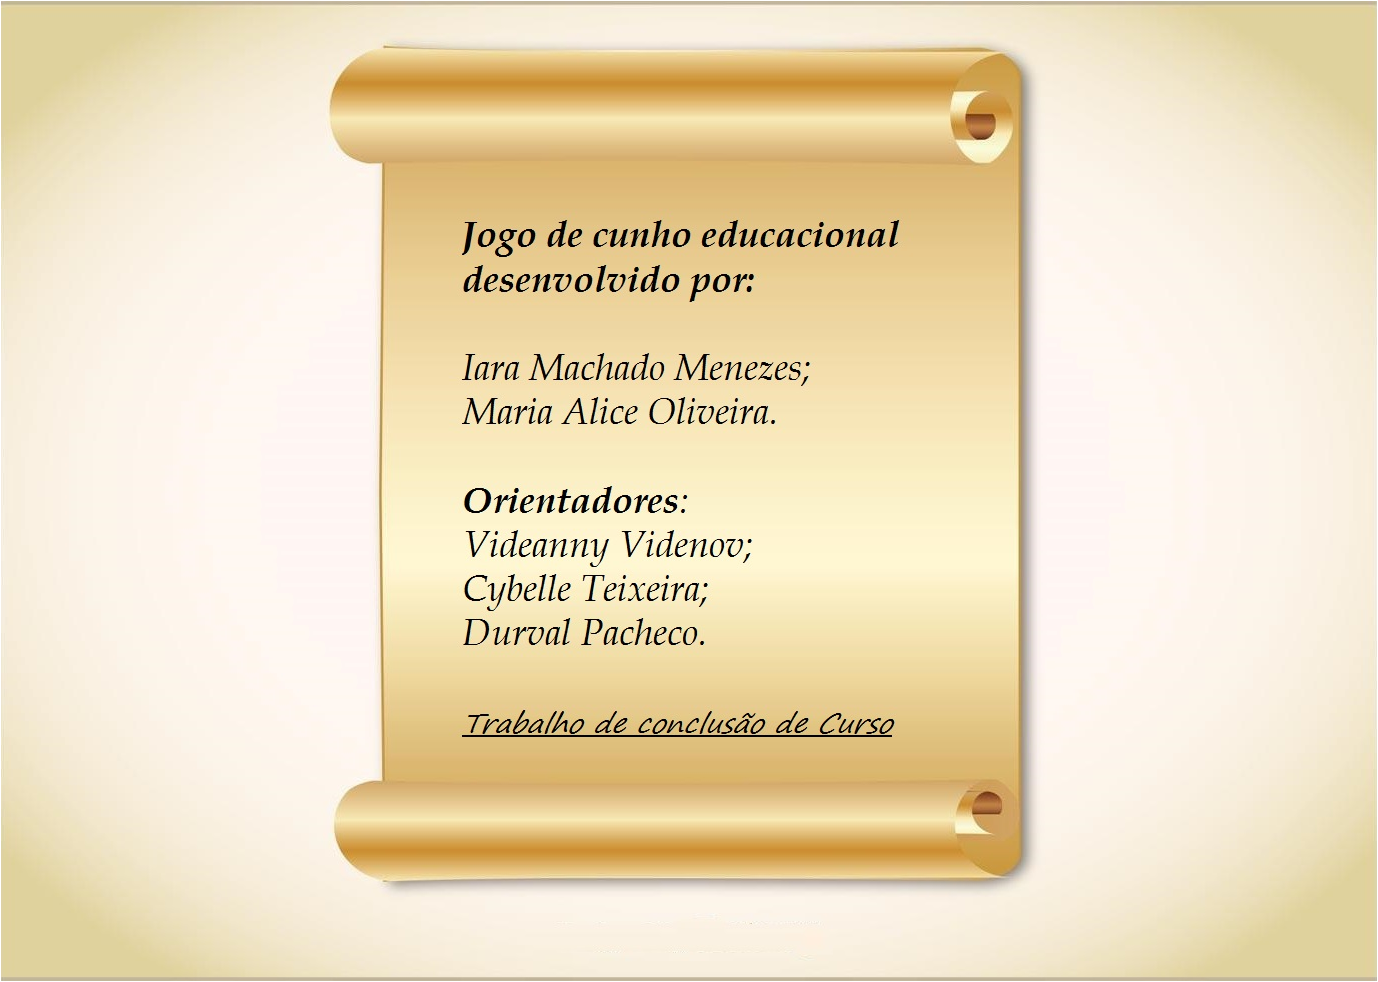 Jogo de cunho educacional
desenvolvido por:
Iara Machado Menezes;
Maria Alice Oliveira.
Orientadores:
Videanny Videnov;
Cybelle Teixeira;
Durval Pacheco.
Trabalho de conclusão de Curso